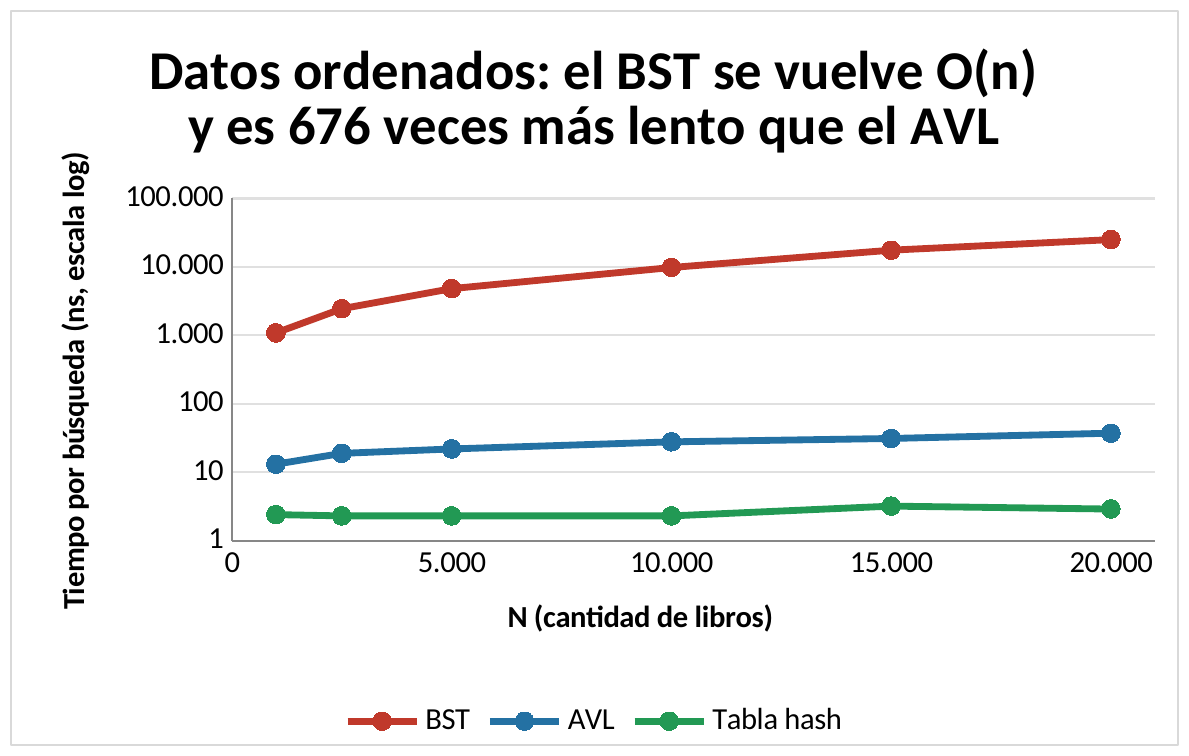 Datos ordenados: el BST se vuelve O(n)
y es 676 veces más lento que el AVL
Tiempo por búsqueda (ns, escala log)
100.000
10.000
1.000
100
10
1
0
5.000
10.000
15.000
20.000
N (cantidad de libros)
BST
AVL
Tabla hash